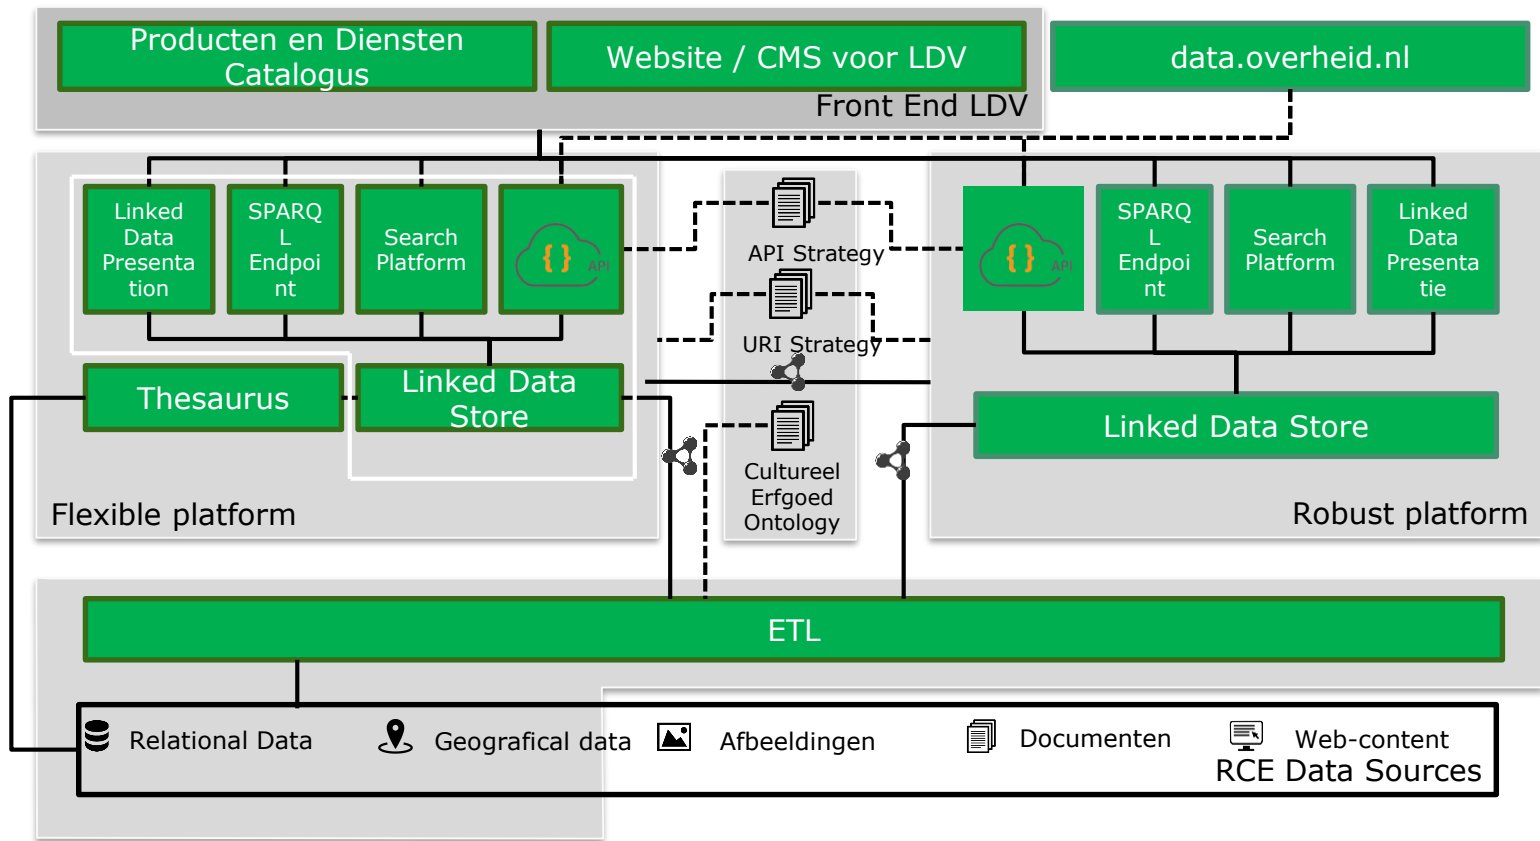 Producten en Diensten
Catalogus
Website / CMS voor LDV
data.overheid.nl
Front End LDV
Linked
Data
Presenta
tion
SPARQ
L
Endpoi
nt
Search
Platform
{ }
API
API Strategy
URI Strategy
Cultureel
Erfgoed
Ontology
{ }
API
SPARQ
L
Endpoi
nt
Search
Platform
Linked
Data
Presenta
tie
Thesaurus
Linked Data
Store
Linked Data Store
Flexible platform
Robust platform
ETL
Relational Data
Geografical data
Afbeeldingen
Documenten
Web-content
RCE Data Sources